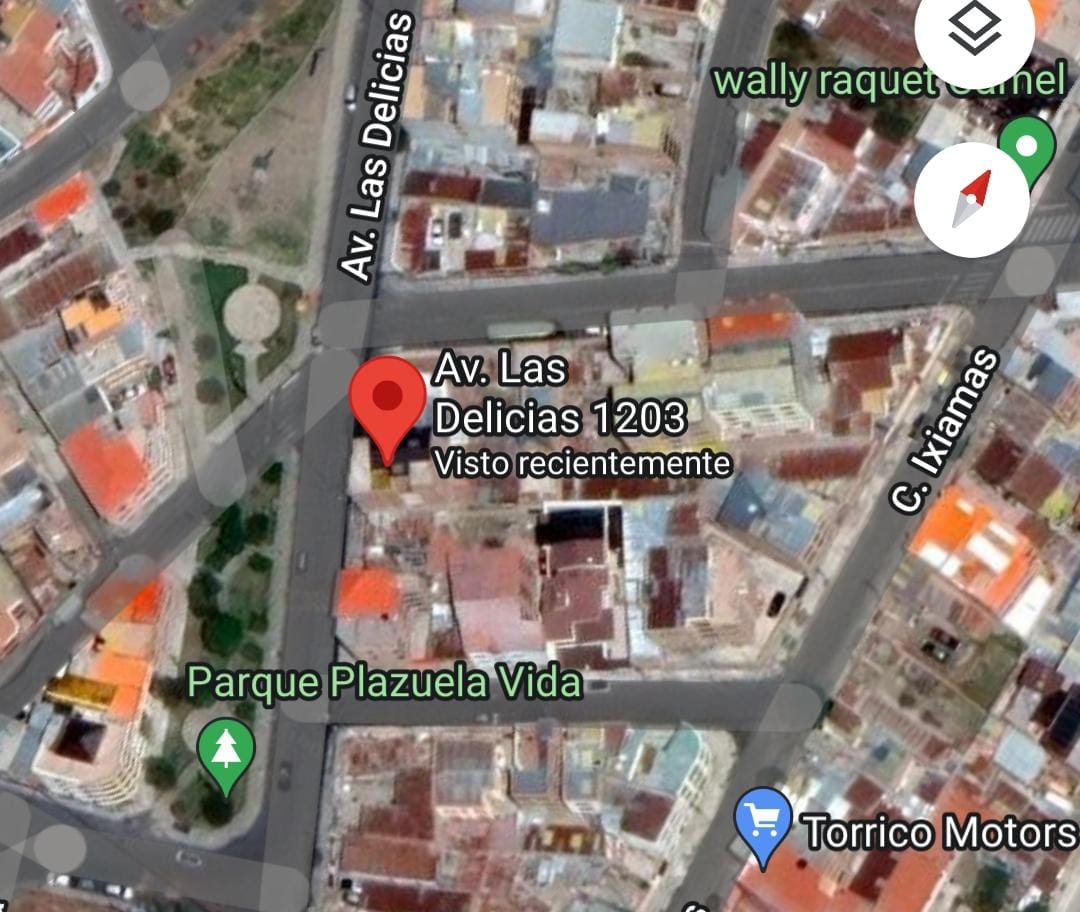 Av. Las Delicias
wally raquet
Av. Las
Delicias 1203
Visto recientemente
C. Ixiamas
Parque Plazuela Vida
Torrico Motors